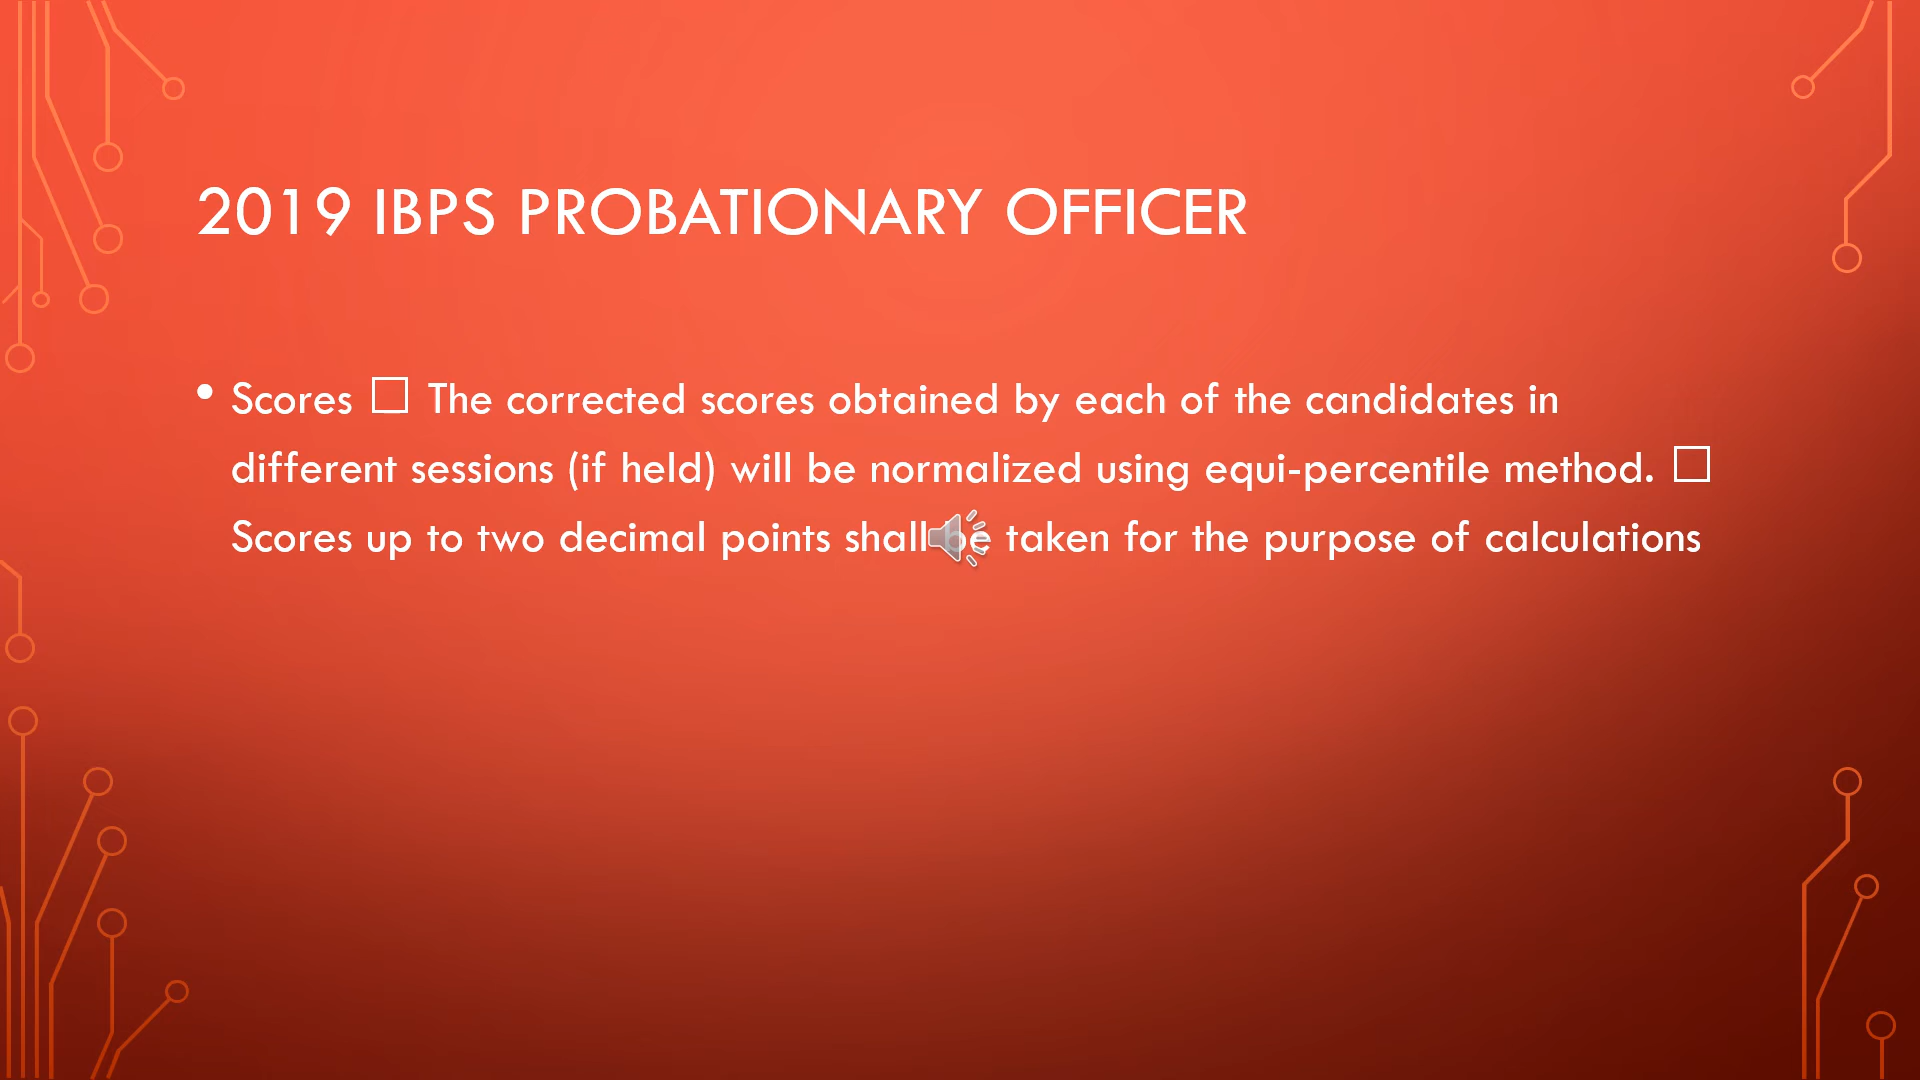 2019 IBPS PROBATIONARY OFFICER
• Scores □ The corrected scores obtained by each of the candidates in
different sessions (if held) will be normalized using equi-percentile method. □
Scores up to two decimal points shall be taken for the purpose of calculations